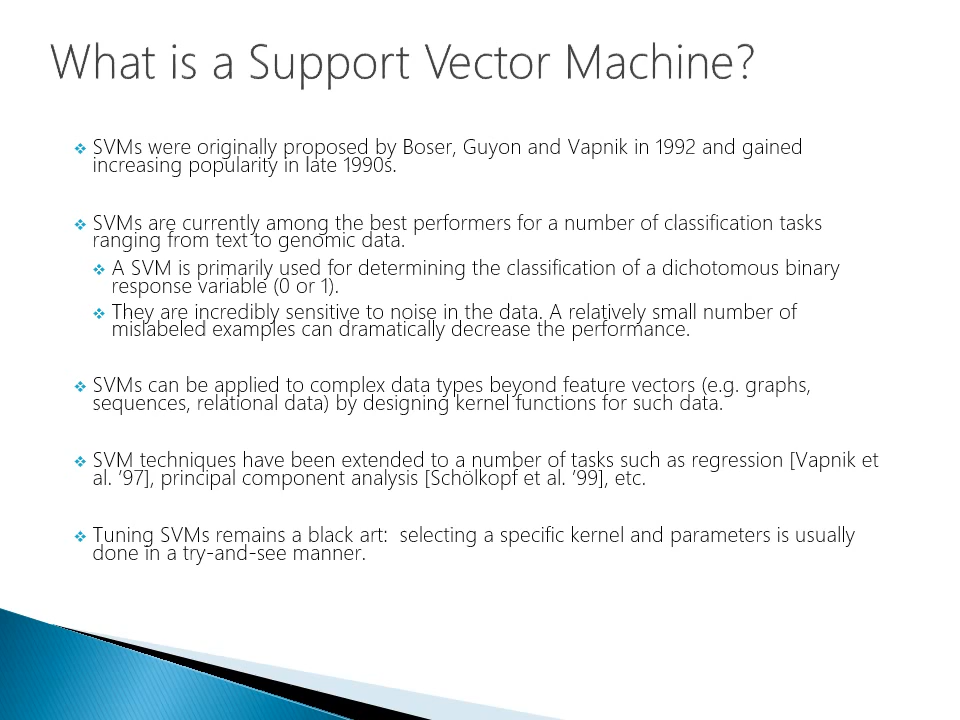 What is a Support Vector Machine?
❖ SVMs were originally proposed by Boser, Guyon and Vapnik in 1992 and gained
increasing popularity in late 1990s.
❖ SVMs are currently among the best performers for a number of classification tasks
ranging from text to genomic data.
❖ A SVM is primarily used for determining the classification of a dichotomous binary
response variable (0 or 1).
❖ They are incredibly sensitive to noise in the data. A relatively small number of
mislabeled examples can dramatically decrease the performance.
❖ SVMs can be applied to complex data types beyond feature vectors (e.g. graphs,
sequences, relational data) by designing kernel functions for such data.
❖ SVM techniques have been extended to a number of tasks such as regression [Vapnik et
al. ’97], principal component analysis [Schölkopf et al. ’99], etc.
❖ Tuning SVMs remains a black art:  selecting a specific kernel and parameters is usually
done in a try-and-see manner.